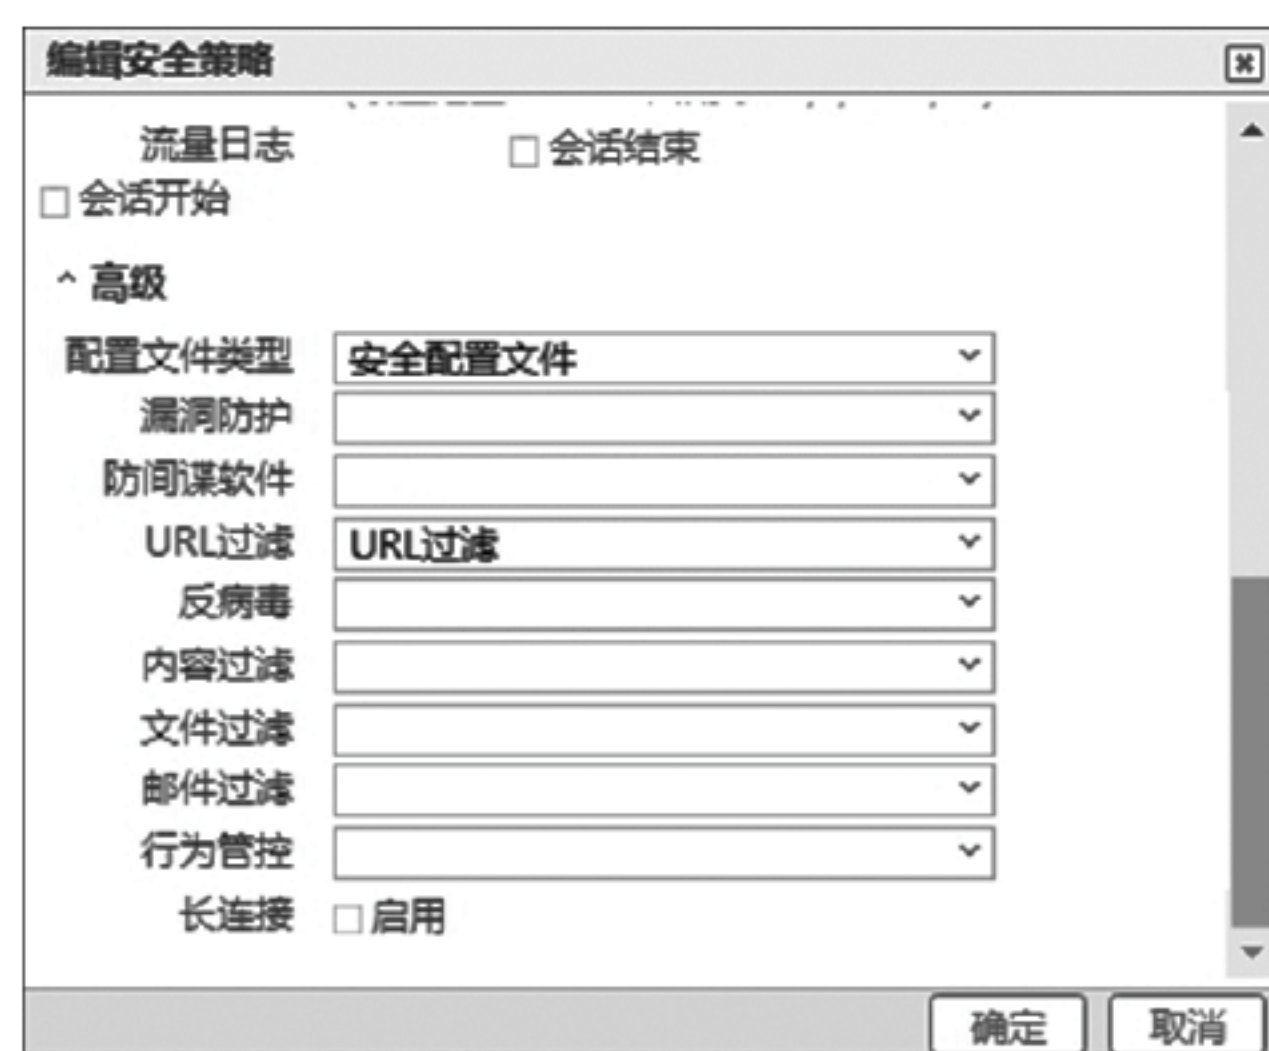 编辑安全策略
流量日志 会话结束
会话开始
高级
配置文件类型 安全配置文件
漏洞防护
防间谍软件
URL过滤 URL过滤
反病毒
内容过滤
文件过滤
邮件过滤
行为管控
长连接 启用
确定 取消